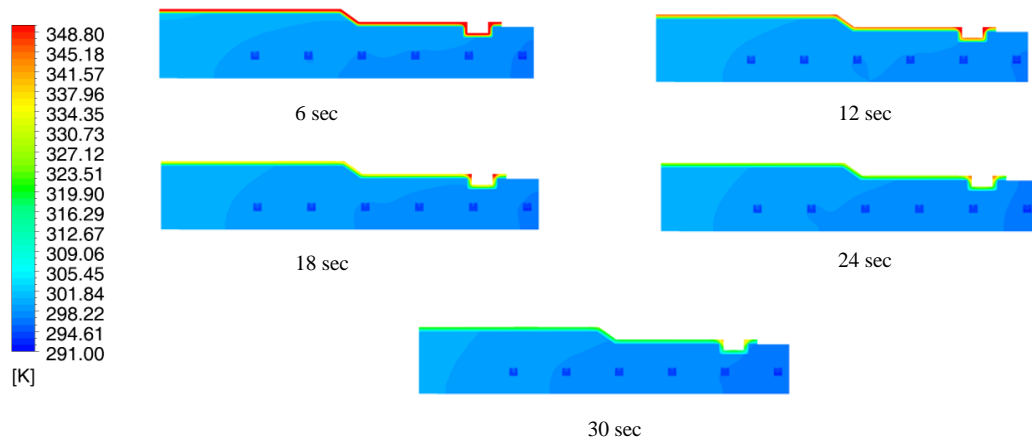 348.80
345.18
341.57
337.96
334.35
330.73
327.12
323.51
319.90
316.29
312.67
309.06
305.45
301.84
298.22
294.61
291.00
[K]
6 sec
12 sec
18 sec
24 sec
30 sec